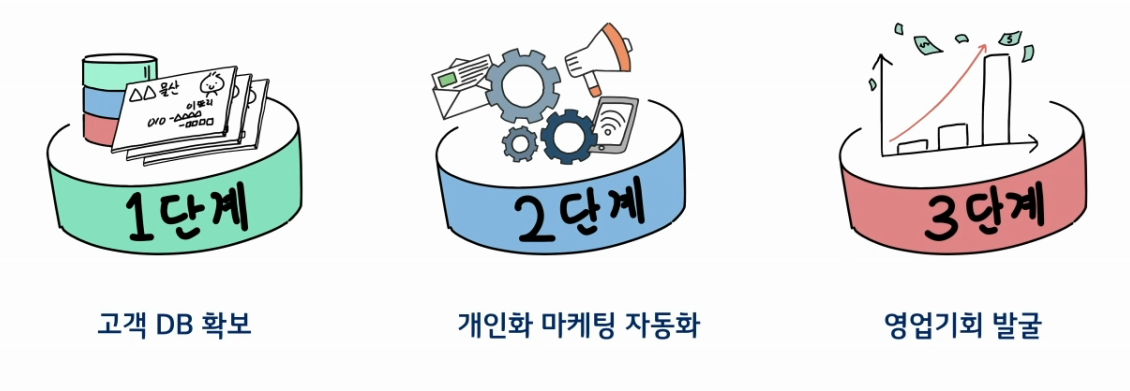 △△ 물산
이또리
010-△△△△
-□□□□
1단계
2단계
3단계
고객 DB 확보
개인화 마케팅 자동화
영업기회 발굴